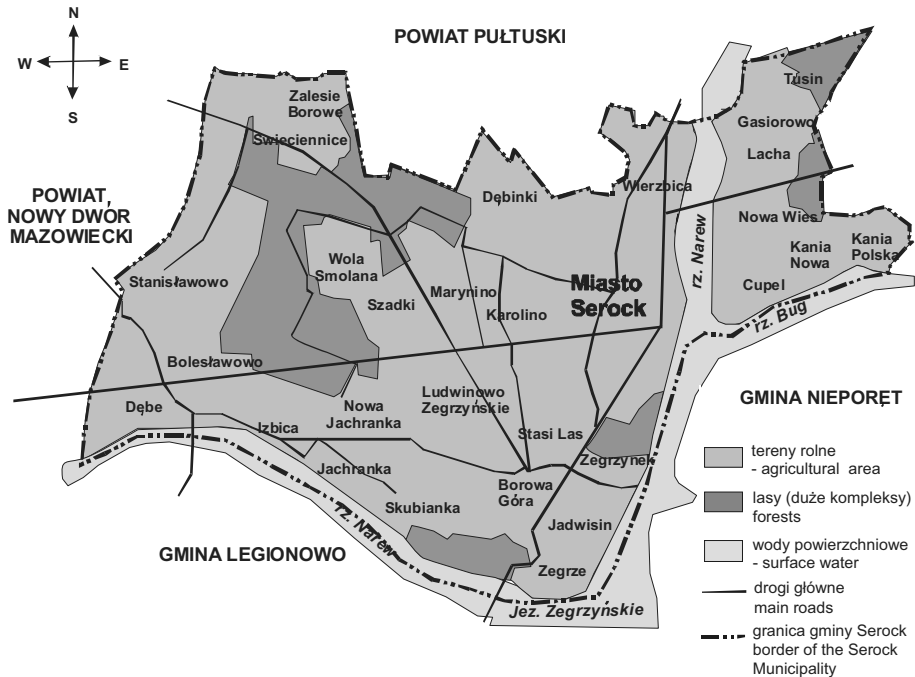 N
W E
S
POWIAT PUŁTUSKI
Tusin
Zalesie
Borowe
Gasiorowo
Swieciennice
Lacha
POWIAT,
NOWY DWÓR
MAZOWIECKI
Dębinki
Wierzbica
Nowa Wies
Kania
Nowa
Kania
Polska
rz. Narew
Wola
Smolana
Stanisławowo
Szadki
Marynino
Karolino
Miasto
Serock
Cupel
rz. Bug
Bolesławowo
Dębe
Nowa
Jachranka
Ludwinowo
Zegrzyńskie
Izbica
Stasi Las
Zegrzynek
Jachranka
Borowa
Góra
Skubianka
Jadwisin
rz. Narew
Zegrze
GMINA LEGIONOWO
Jez. Zegrzyńskie
GMINA NIEPORĘT
tereny rolne
- agricultural area
lasy (duże kompleksy)
forests
wody powierzchniowe
- surface water
drogi główne
main roads
granica gminy Serock
border of the Serock
Municipality